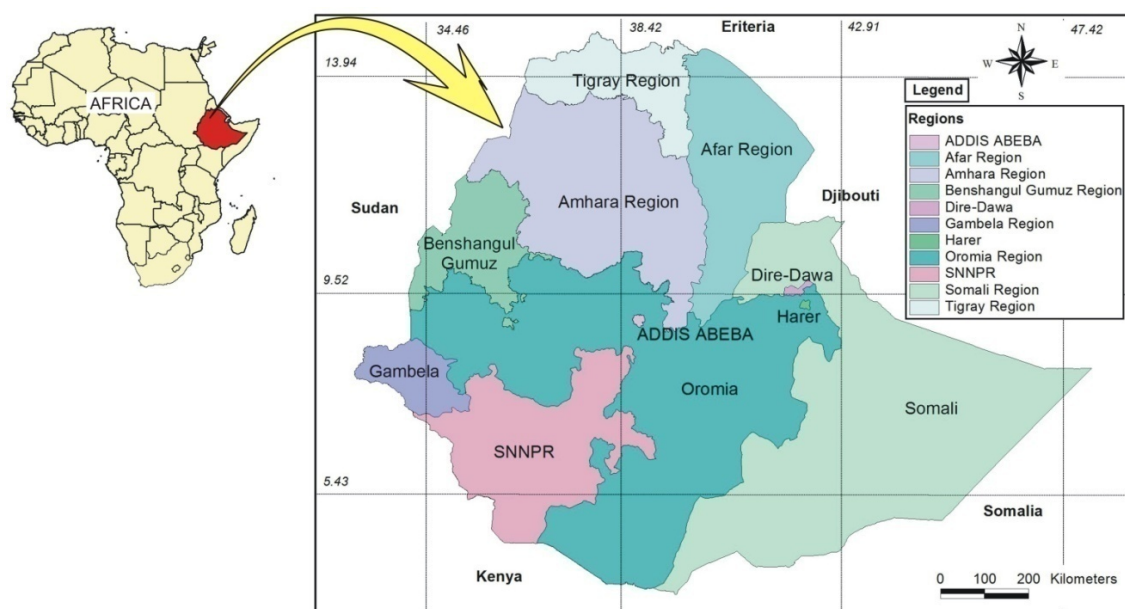 AFRICA
34.46
38.42
Eriteria
42.91
47.42
13.94
Tigray Region
N
W
E
S
Legend
Regions
ADDIS ABEBA
Afar Region
Amhara Region
Benshangul Gumuz Region
Dire-Dawa
Gambela Region
Harer
Oromia Region
SNNPR
Somali Region
Tigray Region
Afar Region
Amhara Region
Djibouti
Sudan
Benshangul
Gumuz
Dire-Dawa
9.52
Harer
ADDIS ABEBA
Gambela
Oromia
Somali
SNNPR
5.43
Somalia
Kenya
0 100 200 Kilometers